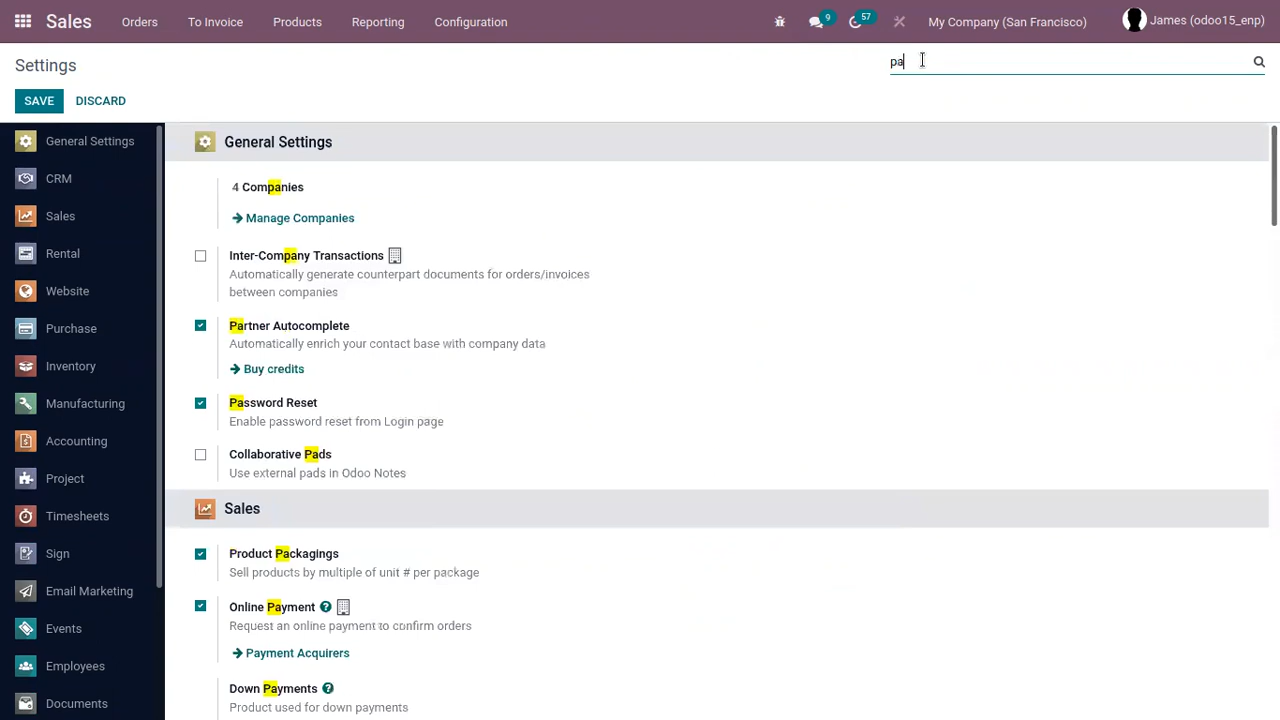 Sales Orders To Invoice Products Reporting Configuration 9 57 My Company (San Francisco) James (odoo15_enp)
Settings pa
SAVE DISCARD
General Settings
CRM
Sales
Rental
Website
Purchase
Inventory
Manufacturing
Accounting
Project
Timesheets
Sign
Email Marketing
Events
Employees
Documents
General Settings
4 Companies
Manage Companies
Inter-Company Transactions
Automatically generate counterpart documents for orders/invoices
between companies
Partner Autocomplete
Automatically enrich your contact base with company data
Buy credits
Password Reset
Enable password reset from Login page
Collaborative Pads
Use external pads in Odoo Notes
Sales
Product Packagings
Sell products by multiple of unit # per package
Online Payment ?
Request an online payment to confirm orders
Payment Acquirers
Down Payments ?
Product used for down payments